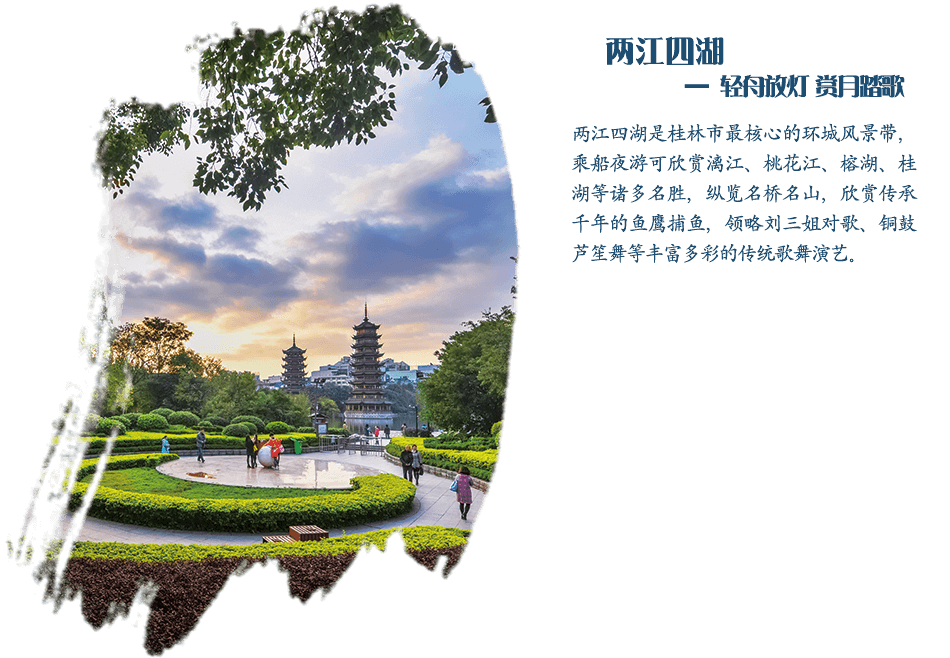 两江四湖
— 轻舟放灯 赏月踏歌
两江四湖是桂林市最核心的环城风景带，
乘船夜游可欣赏漓江、桃花江、榕湖、桂
湖等诸多名胜，纵览名桥名山，欣赏传承
千年的鱼鹰捕鱼，领略刘三姐对歌、铜鼓
芦笙舞等丰富多彩的传统歌舞演艺。